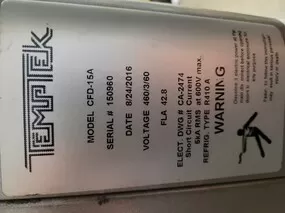 TEMPTEK
MODEL CFD-15A
SERIAL # 150960
DATE 8/24/2016
VOLTAGE 460/3/60
FLA 42.8
ELECT. DWG # CA-2474
Short Circuit Current
5kA RMS at 600V max.
REFRIG. TYPE R410 A
WARNING